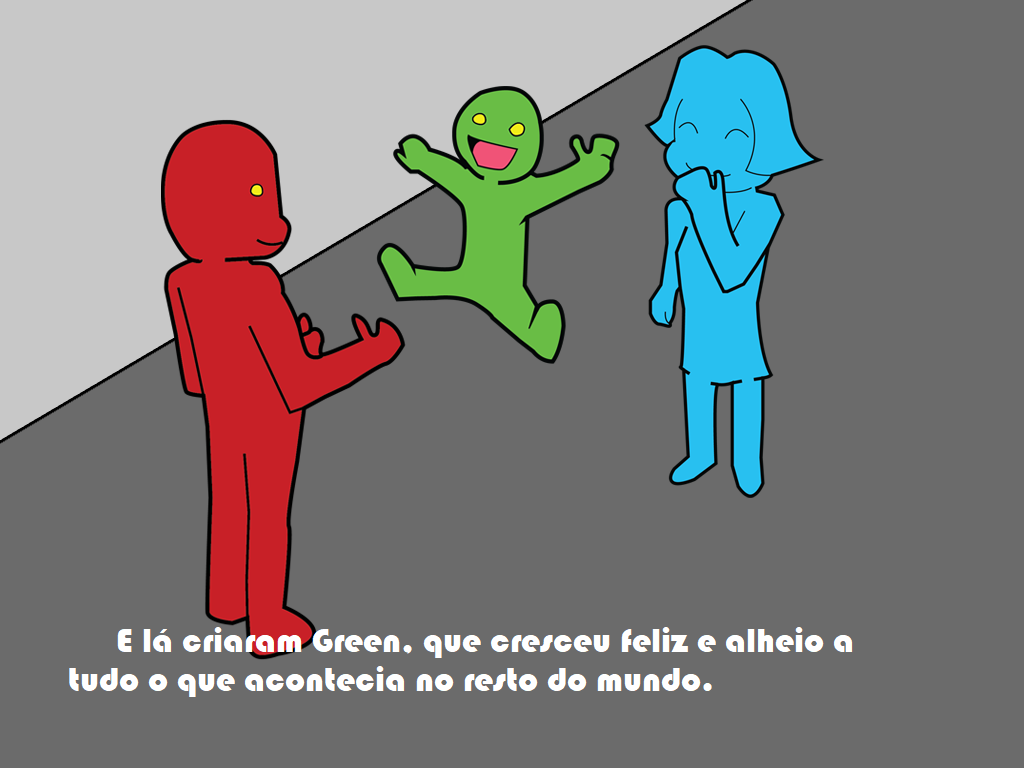 E lá criaram Green, que cresceu feliz e alheio a
tudo o que acontecia no resto do mundo.